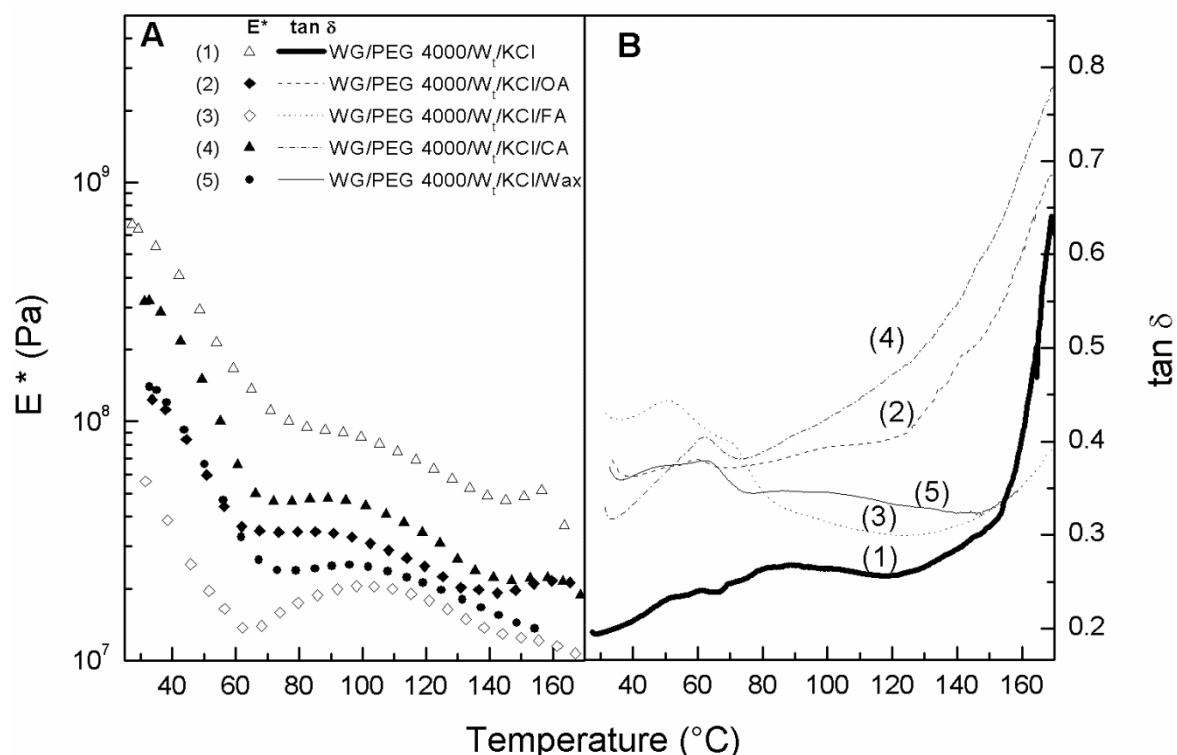 A
E* tan δ
(1) WG/PEG 4000/Wt/KCl
(2) WG/PEG 4000/Wt/KCl/OA
(3) WG/PEG 4000/Wt/KCl/FA
(4) WG/PEG 4000/Wt/KCl/CA
(5) WG/PEG 4000/Wt/KCl/Wax
10^9
10^8
10^7
E * (Pa)
40 60 80 100 120 140 160
B
(4)
(2)
(5)
(3)
(1)
0.8
0.7
0.6
0.5
0.4
0.3
0.2
tan δ
40 60 80 100 120 140 160
Temperature (°C)